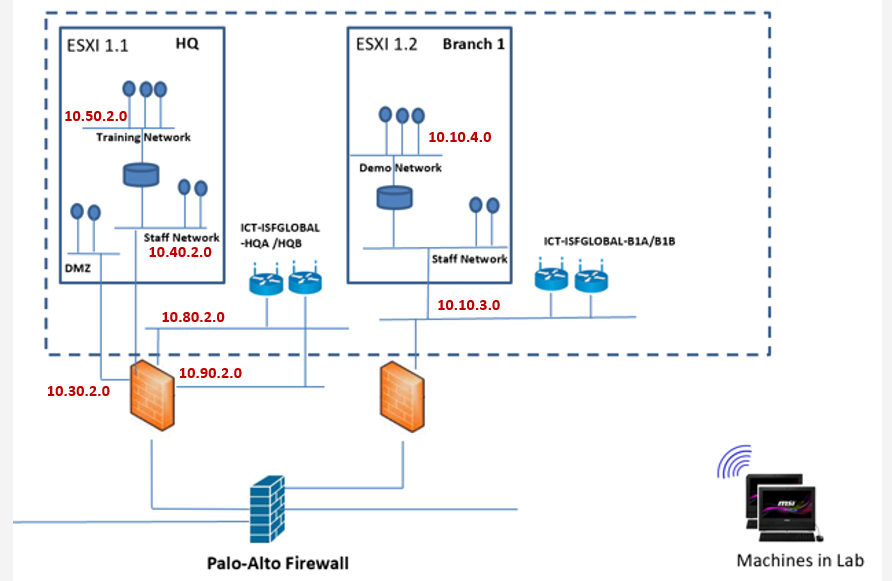 ESXI 1.1
HQ
ESXI 1.2
Branch 1
10.50.2.0
Training Network
10.10.4.0
Demo Network
Staff Network
10.40.2.0
DMZ
ICT-ISFGLOBAL
-HQA /HQB
Staff Network
ICT-ISFGLOBAL-B1A/B1B
10.80.2.0
10.10.3.0
10.90.2.0
10.30.2.0
msi
Palo-Alto Firewall
Machines in Lab